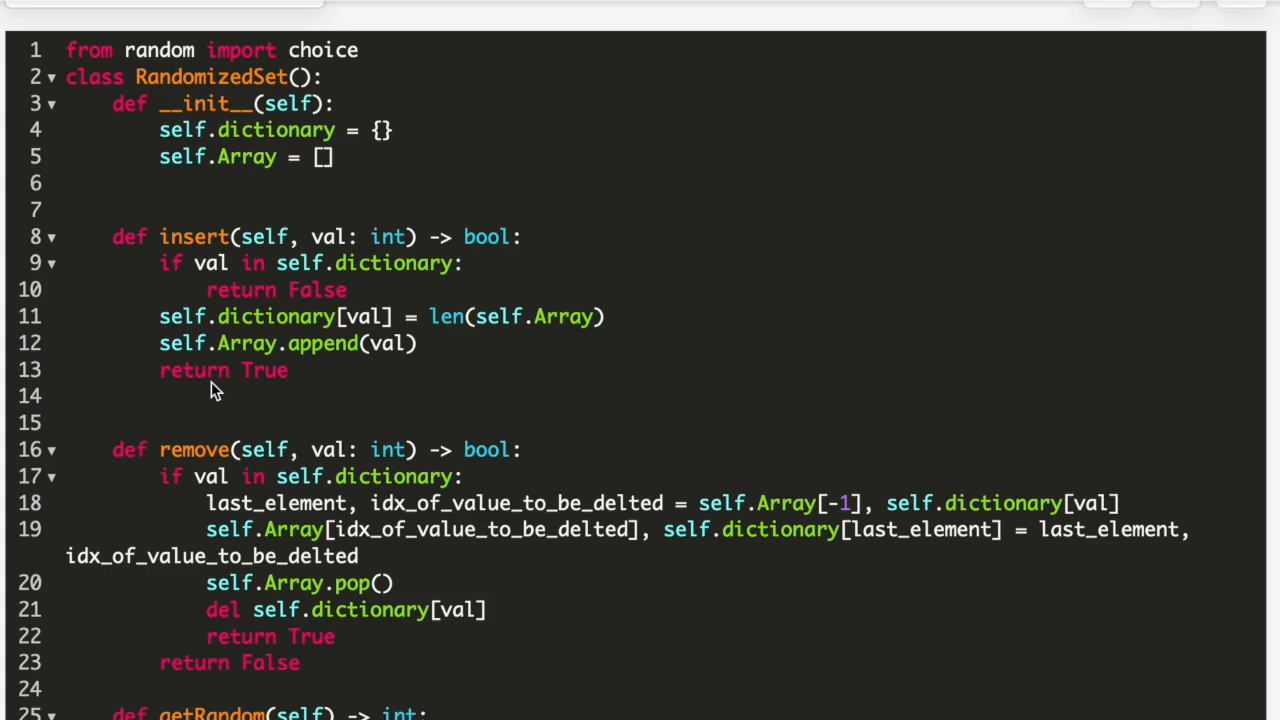 1 from random import choice
2 class RandomizedSet():
3 def __init__(self):
4 self.dictionary = {}
5 self.Array = []
6
7
8 def insert(self, val: int) -> bool:
9 if val in self.dictionary:
10 return False
11 self.dictionary[val] = len(self.Array)
12 self.Array.append(val)
13 return True
14
15
16 def remove(self, val: int) -> bool:
17 if val in self.dictionary:
18 last_element, idx_of_value_to_be_delted = self.Array[-1], self.dictionary[val]
19 self.Array[idx_of_value_to_be_delted], self.dictionary[last_element] = last_element,
idx_of_value_to_be_delted
20 self.Array.pop()
21 del self.dictionary[val]
22 return True
23 return False
24
25 def getRandom(self) -> int: